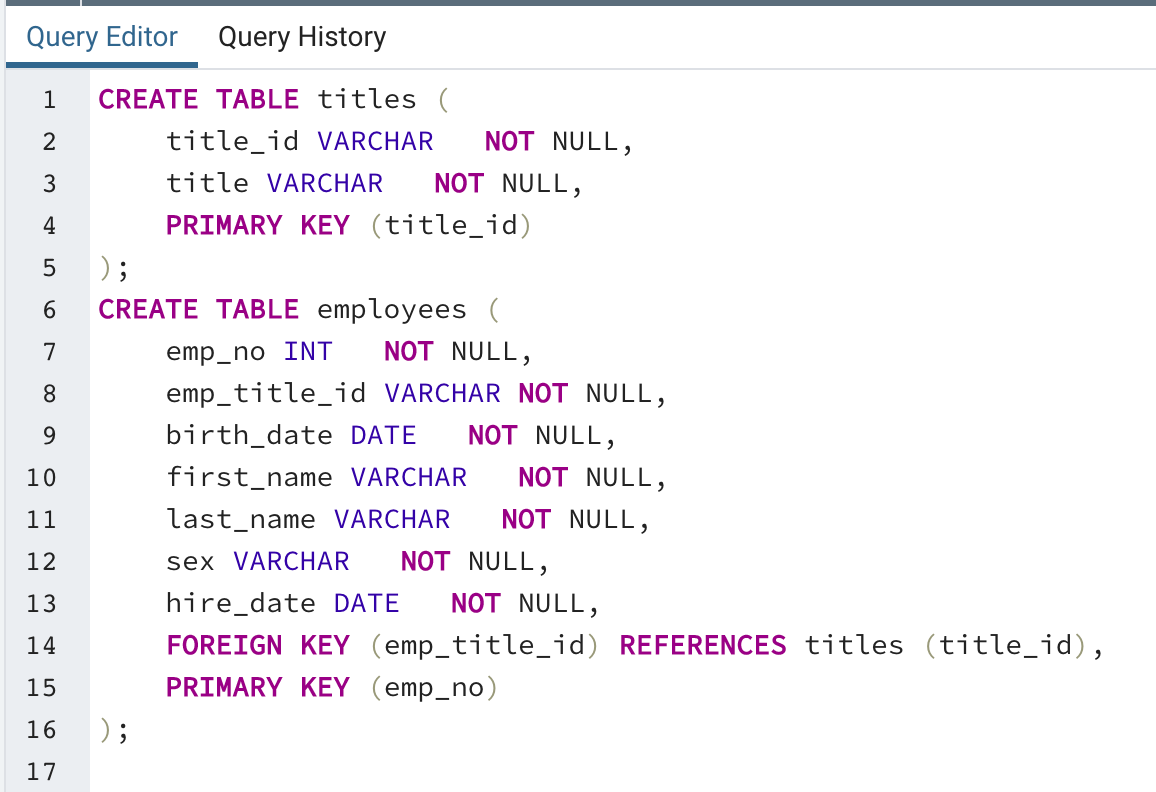 Query Editor Query History
1 CREATE TABLE titles (
2 title_id VARCHAR NOT NULL,
3 title VARCHAR NOT NULL,
4 PRIMARY KEY (title_id)
5 );
6 CREATE TABLE employees (
7 emp_no INT NOT NULL,
8 emp_title_id VARCHAR NOT NULL,
9 birth_date DATE NOT NULL,
10 first_name VARCHAR NOT NULL,
11 last_name VARCHAR NOT NULL,
12 sex VARCHAR NOT NULL,
13 hire_date DATE NOT NULL,
14 FOREIGN KEY (emp_title_id) REFERENCES titles (title_id),
15 PRIMARY KEY (emp_no)
16 );
17